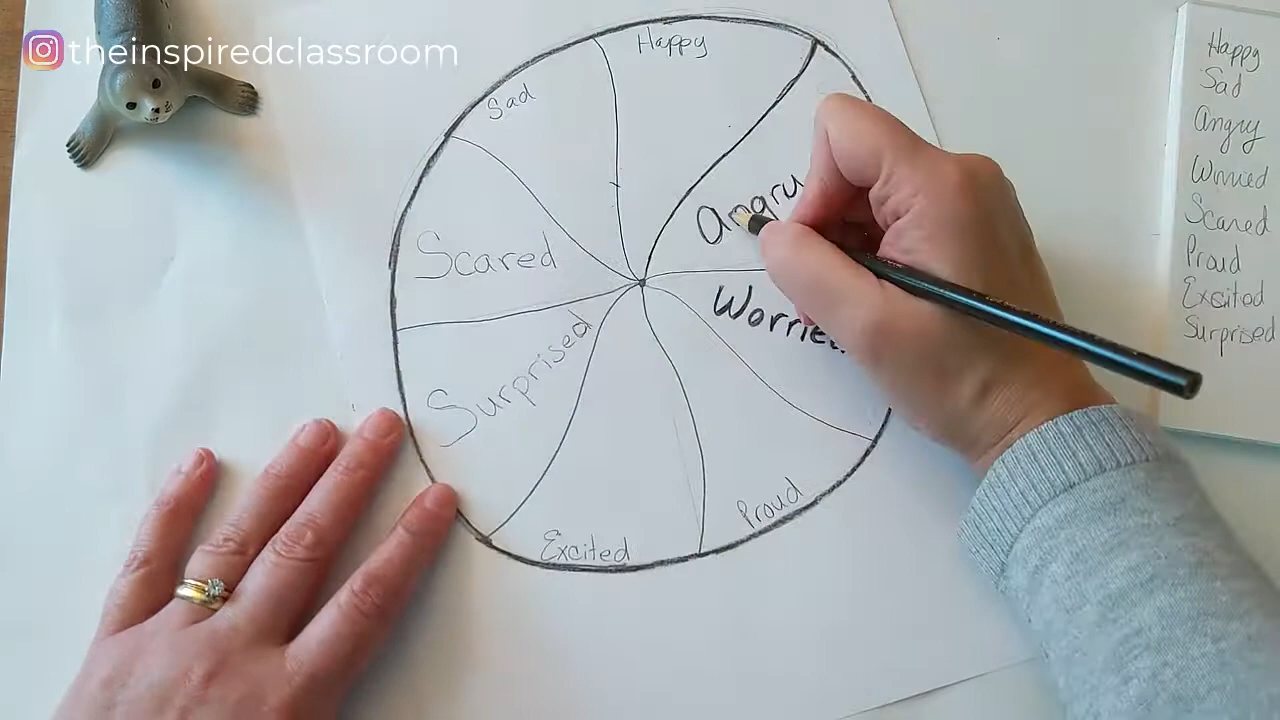 theinspiredclassroom
Happy
Sad
Angry
Scared
Worried
Surprised
Proud
Excited
Happy
Sad
Angry
Worried
Scared
Proud
Excited
Surprised